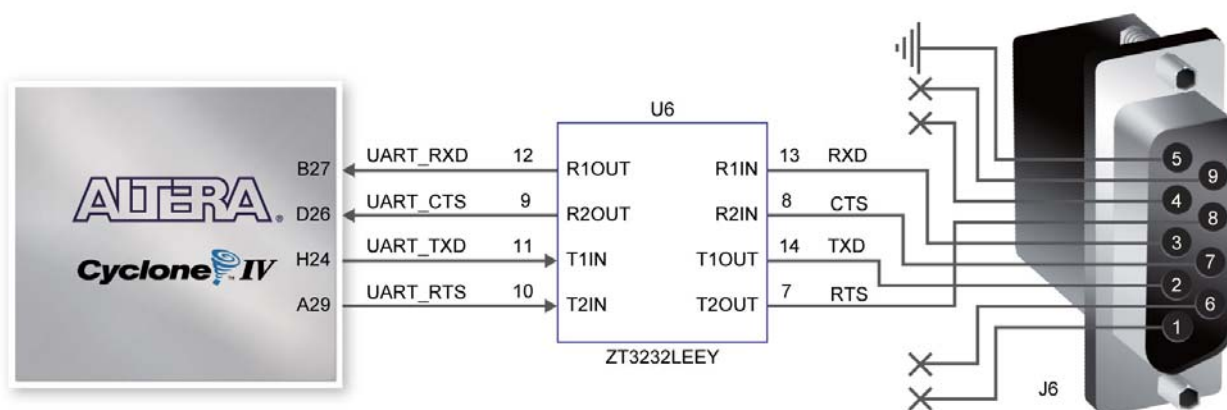 U6
B27 UART_RXD 12 R1OUT R1IN 13 RXD
D26 UART_CTS 9 R2OUT R2IN 8 CTS
H24 UART_TXD 11 T1IN T1OUT 14 TXD
A29 UART_RTS 10 T2IN T2OUT 7 RTS
ALTERA.
Cyclone IV
ZT3232LEEY
5
9
4
8
3
7
2
6
1
J6